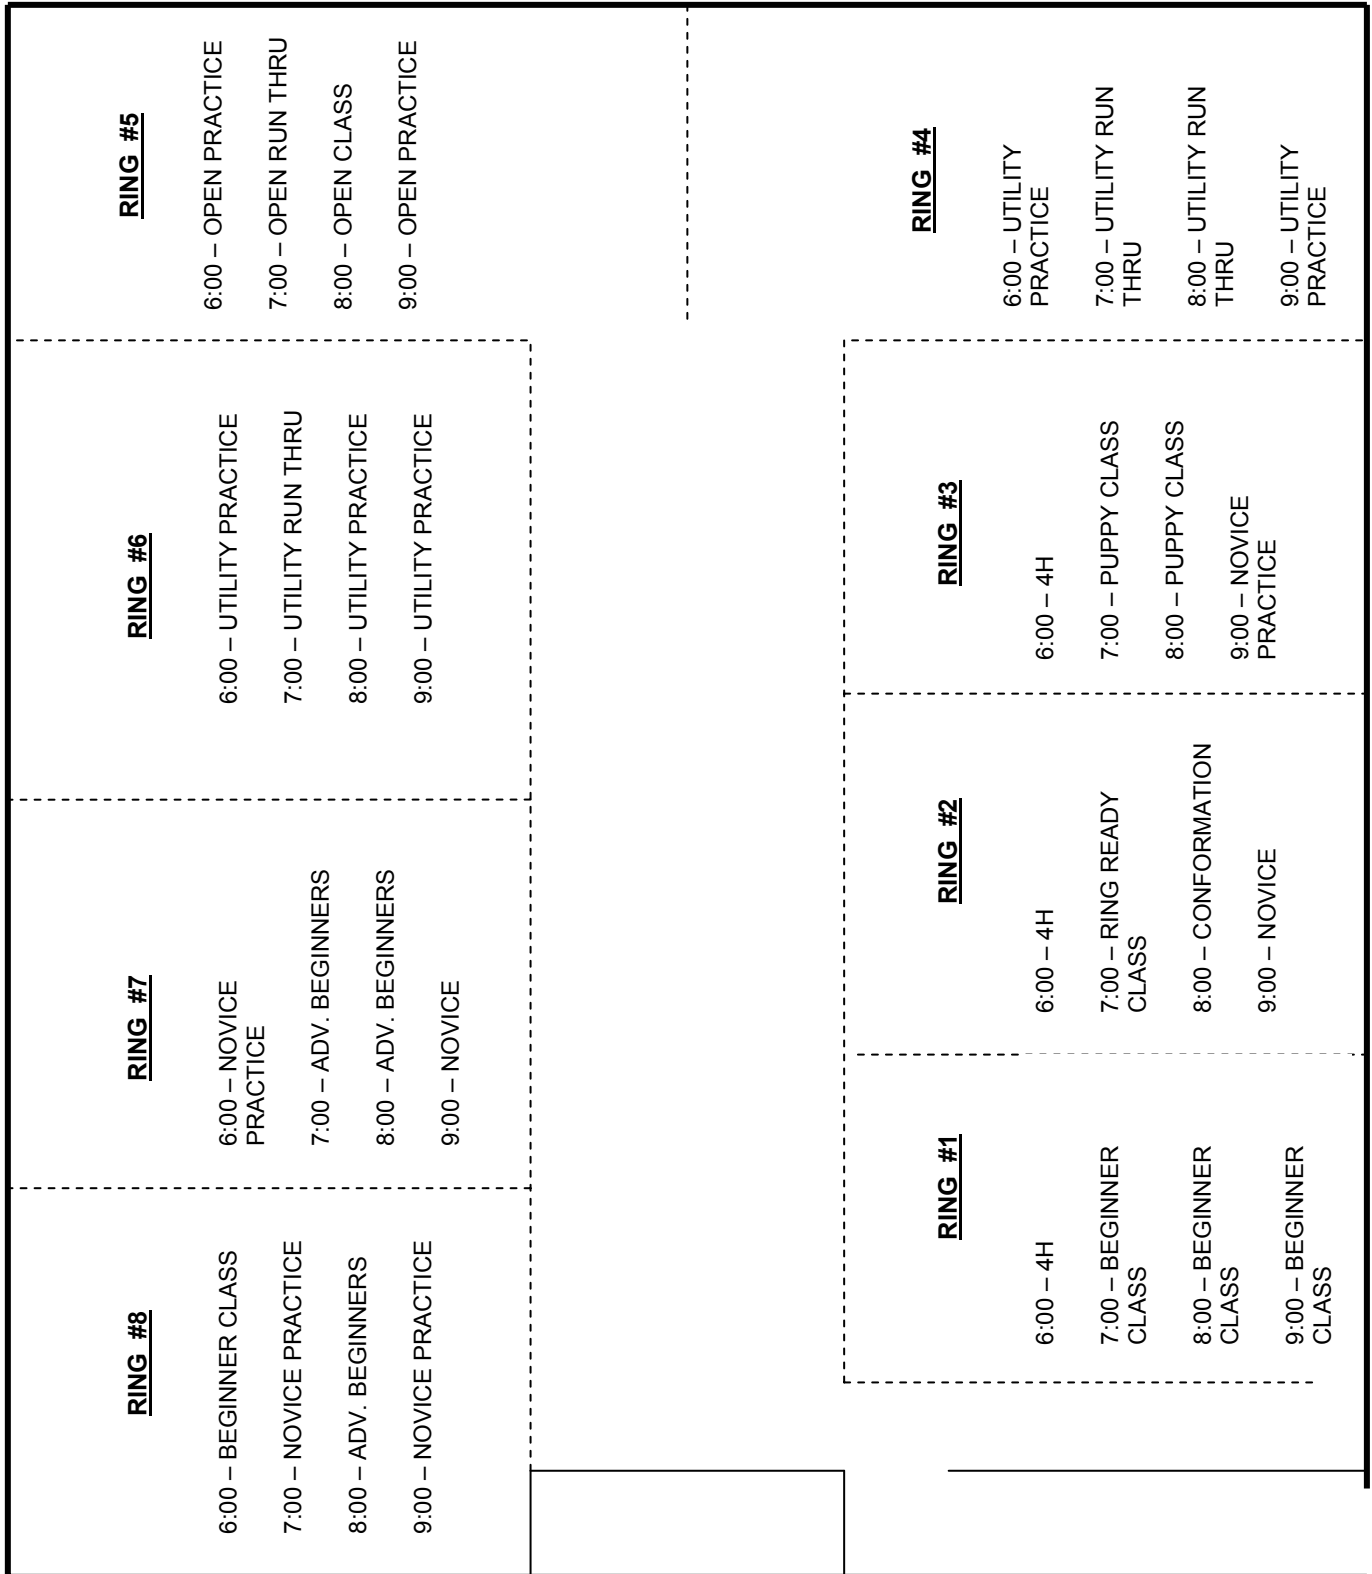 RING #8
6:00 – BEGINNER CLASS
7:00 – NOVICE PRACTICE
8:00 – ADV. BEGINNERS
9:00 – NOVICE PRACTICE
RING #7
6:00 – NOVICE
PRACTICE
7:00 – ADV. BEGINNERS
8:00 – ADV. BEGINNERS
9:00 – NOVICE
RING #6
6:00 – UTILITY PRACTICE
7:00 – UTILITY RUN THRU
8:00 – UTILITY PRACTICE
9:00 – UTILITY PRACTICE
RING #5
6:00 – OPEN PRACTICE
7:00 – OPEN RUN THRU
8:00 – OPEN CLASS
9:00 – OPEN PRACTICE
RING #1
6:00 – 4H
7:00 – BEGINNER
CLASS
8:00 – BEGINNER
CLASS
9:00 – BEGINNER
CLASS
RING #2
6:00 – 4H
7:00 – RING READY
CLASS
8:00 – CONFORMATION
9:00 – NOVICE
RING #3
6:00 – 4H
7:00 – PUPPY CLASS
8:00 – PUPPY CLASS
9:00 – NOVICE
PRACTICE
RING #4
6:00 – UTILITY
PRACTICE
7:00 – UTILITY RUN
THRU
8:00 – UTILITY RUN
THRU
9:00 – UTILITY
PRACTICE